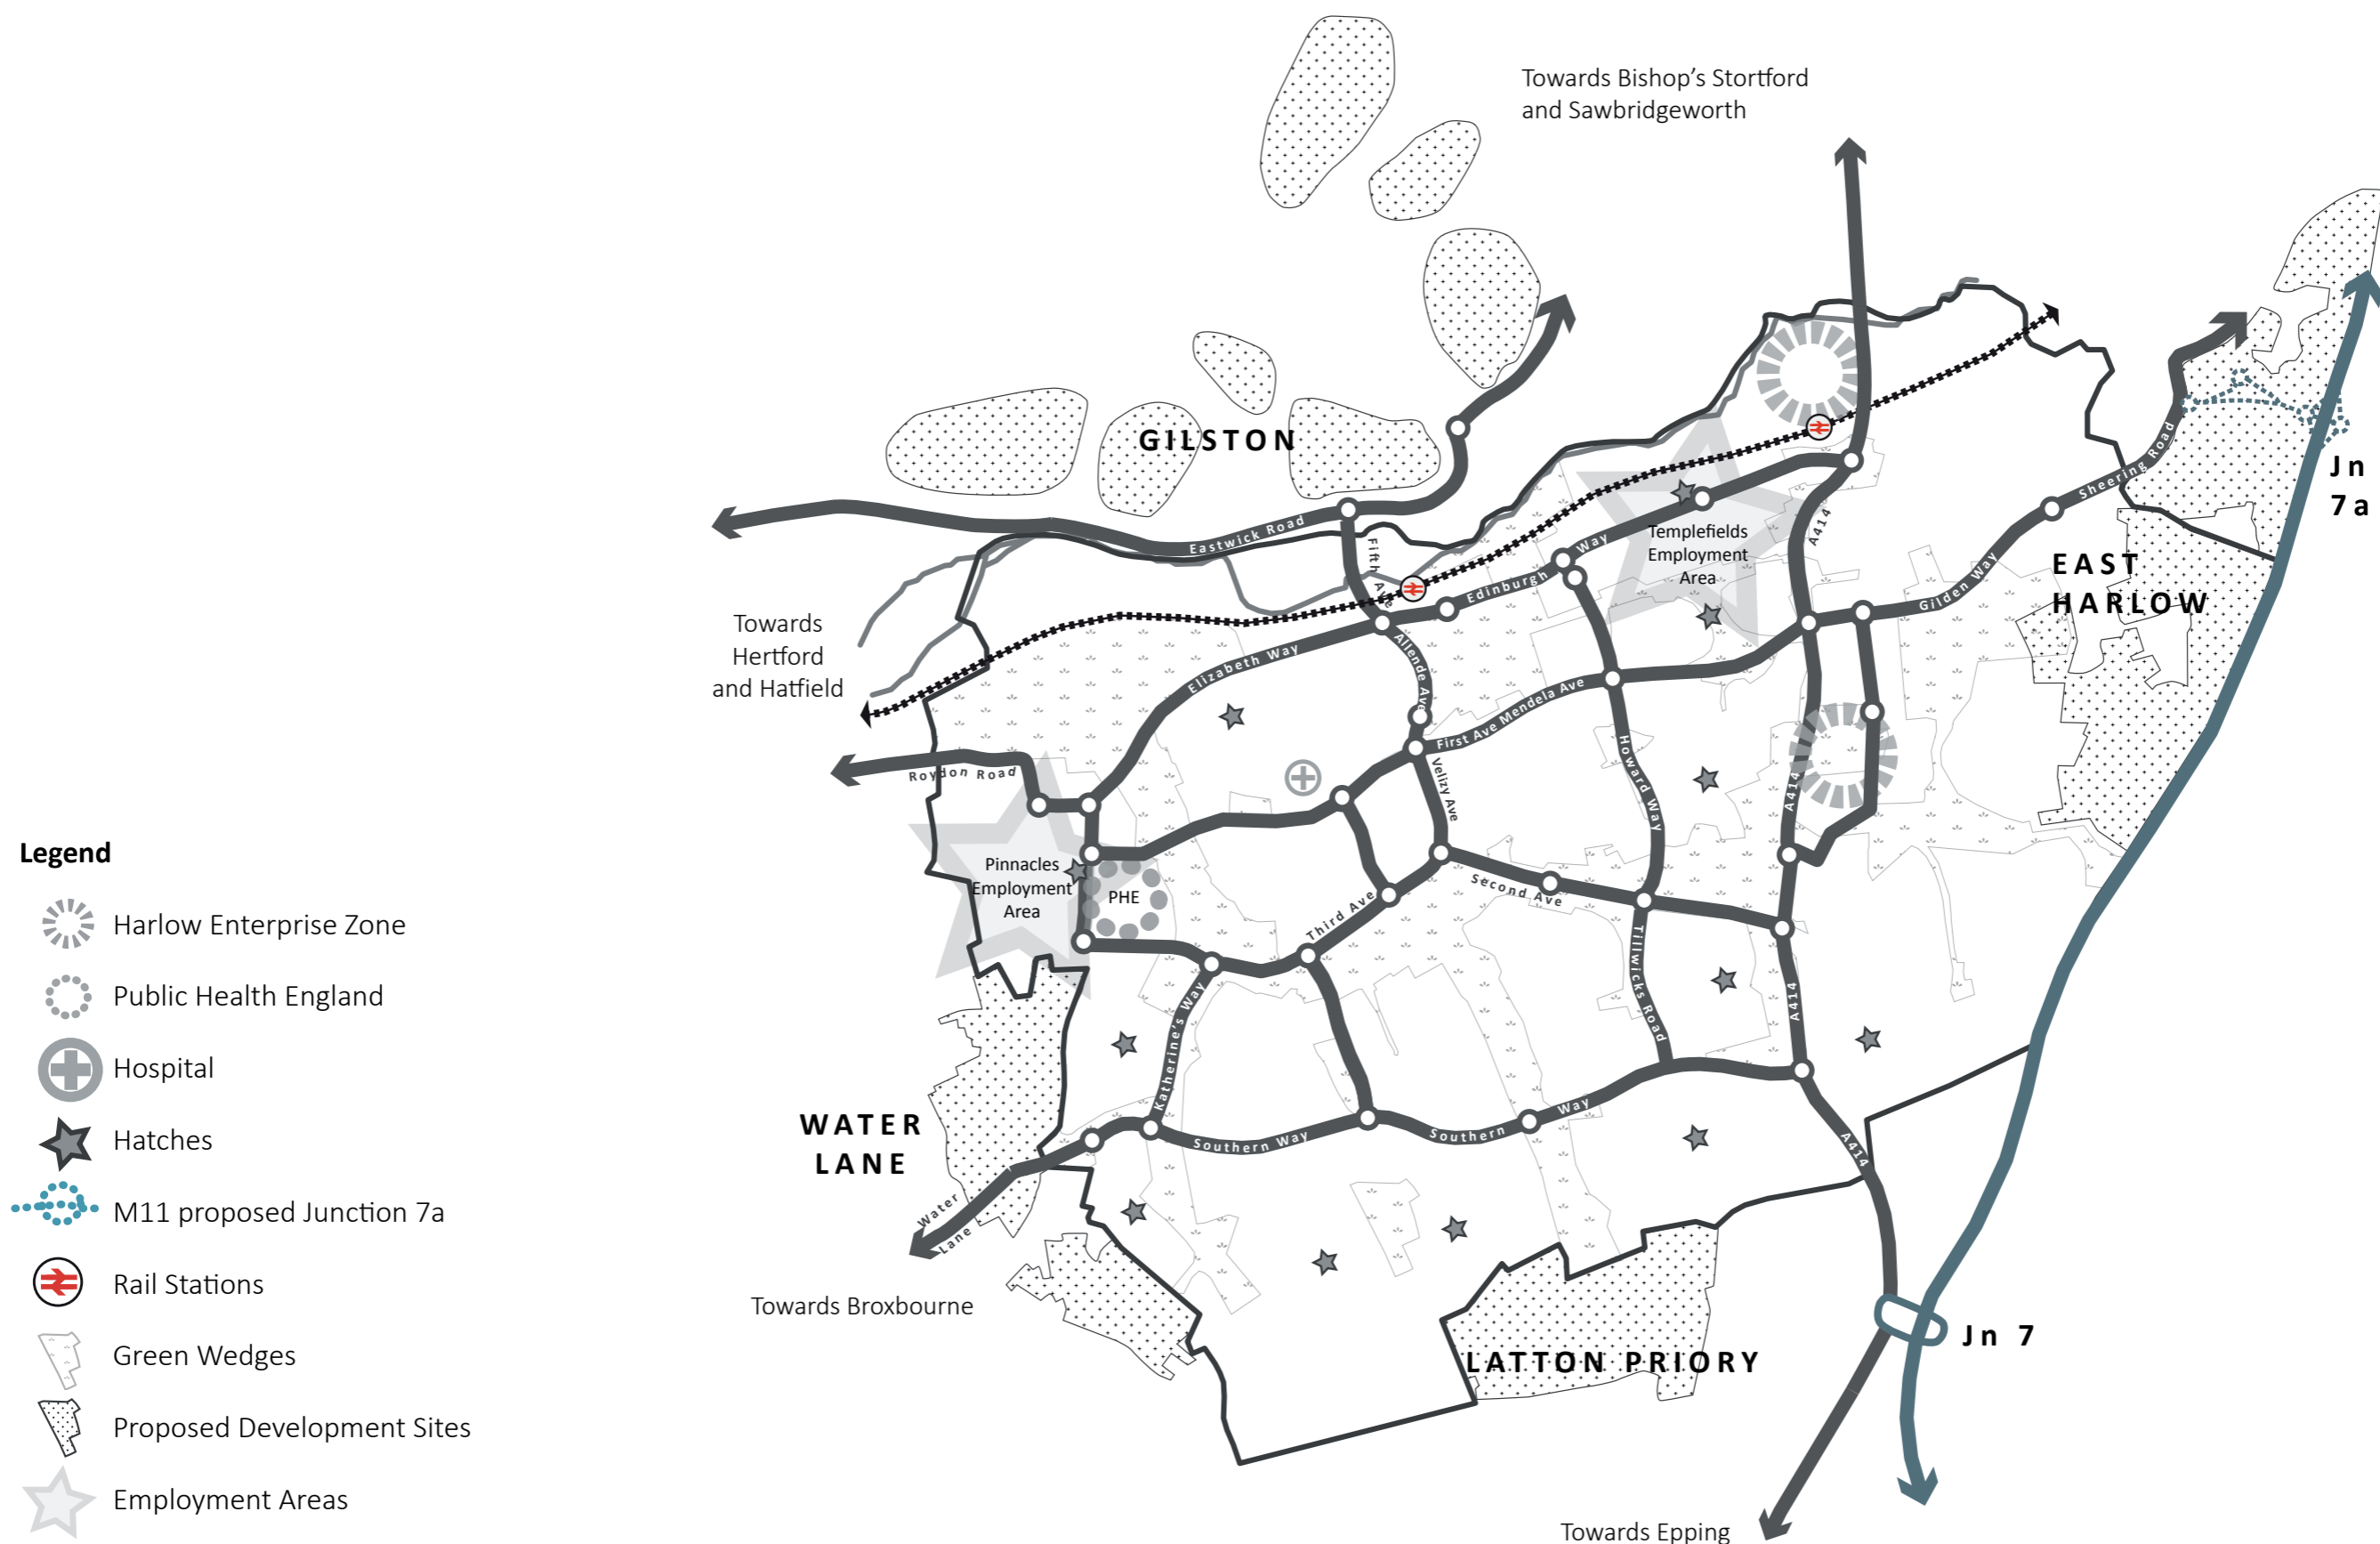 Towards Bishop's Stortford
and Sawbridgeworth
GILSTON
Jn
7a
Sheering Road
Eastwick Road
Fifth Ave
Edinburgh
Way
Templefields
Employment
Area
A414
EAST
HARLOW
Gilden Way
Towards
Hertford
and Hatfield
Elizabeth Way
Allende Ave
First Ave Mendela Ave
Roydon Road
Velizy Ave
Howard Way
A414
Legend
Harlow Enterprise Zone
Public Health England
Hospital
Hatches
M11 proposed Junction 7a
Rail Stations
Green Wedges
Proposed Development Sites
Employment Areas
Pinnacles
Employment
Area
PHE
Second Ave
Third Ave
Tillwicks Road
A414
Katherine's Way
WATER
LANE
Southern Way
Southern
Way
A414
Water
Lane
Towards Broxbourne
LATTON PRIORY
Jn 7
Towards Epping